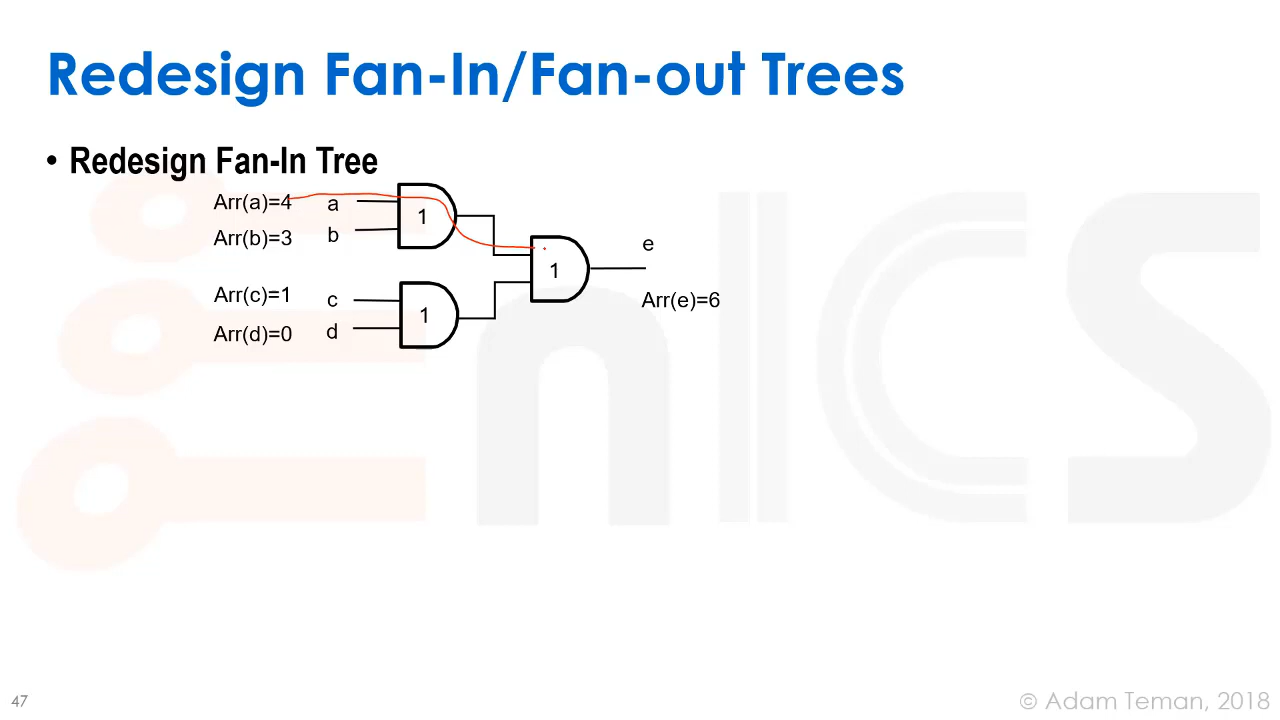 Redesign Fan-In/Fan-out Trees
• Redesign Fan-In Tree
Arr(a)=4 a
1
Arr(b)=3 b
e
1
Arr(c)=1 c
Arr(e)=6
1
Arr(d)=0 d
nICS
47
© Adam Teman, 2018